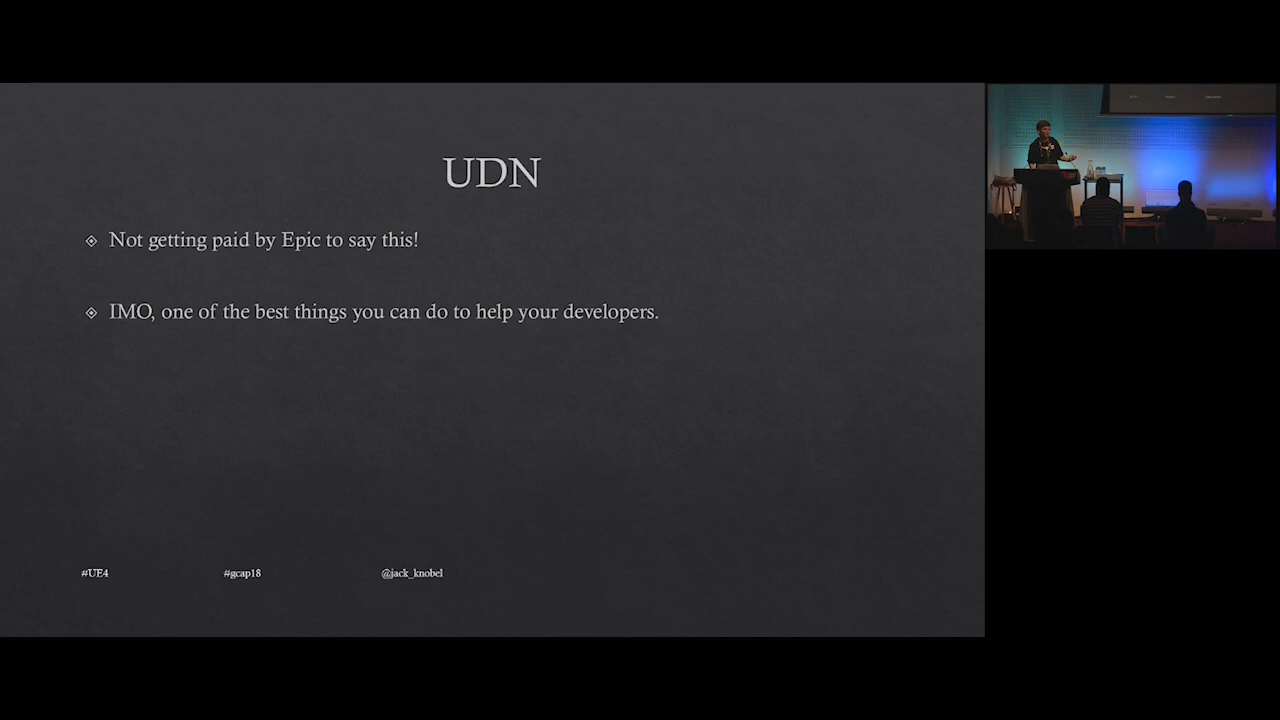 UDN
Not getting paid by Epic to say this!
IMO, one of the best things you can do to help your developers.
#UE4
#gcap18
@jack_knobel